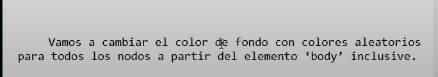 Vamos a cambiar el color de fondo con colores aleatorios
para todos los nodos a partir del elemento ‘body’ inclusive.